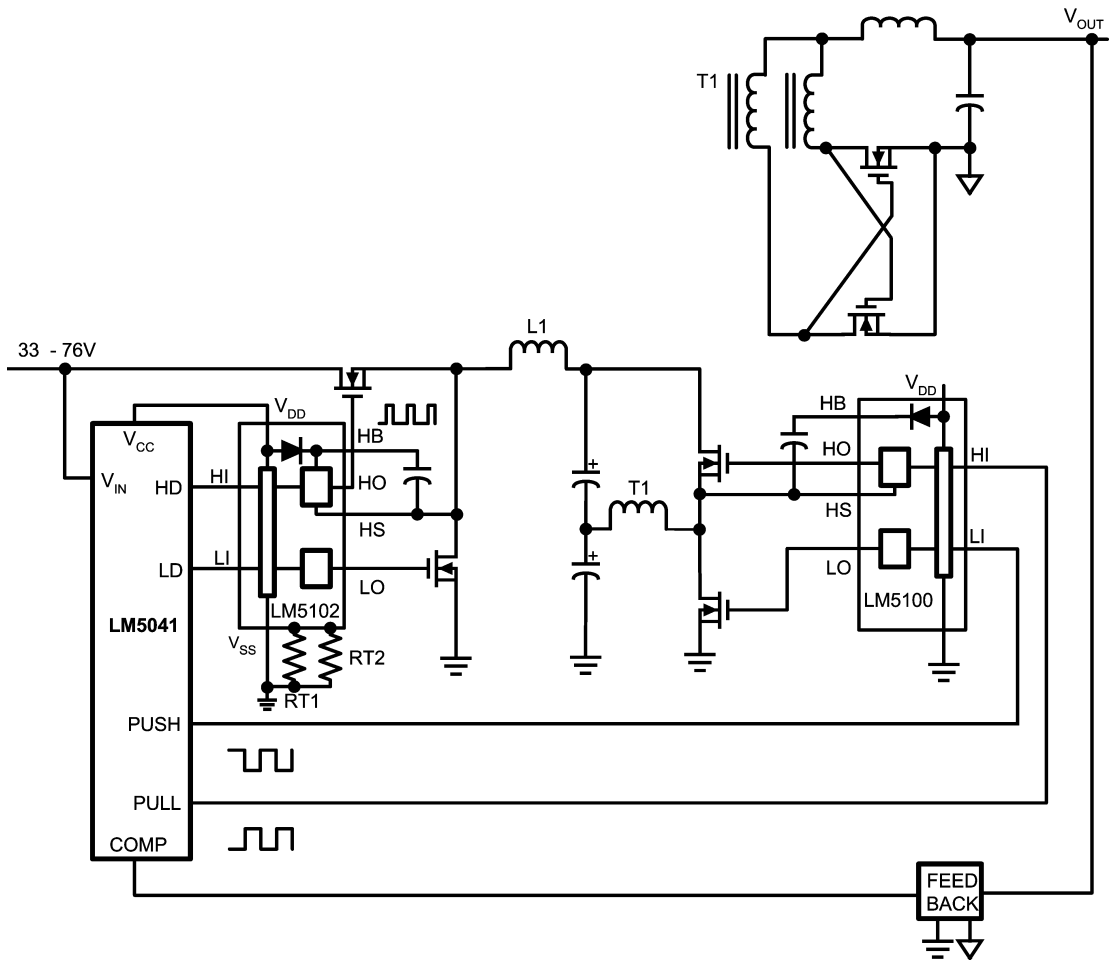 V_OUT
T1
L1
33 - 76V
V_DD
V_DD
V_CC
HB
HB
V_IN
HD
HI
HO
HO
HI
T1
HS
HS
LD
LI
LO
LO
LI
LM5102
LM5100
LM5041
V_SS
RT2
RT1
PUSH
PULL
COMP
FEED
BACK